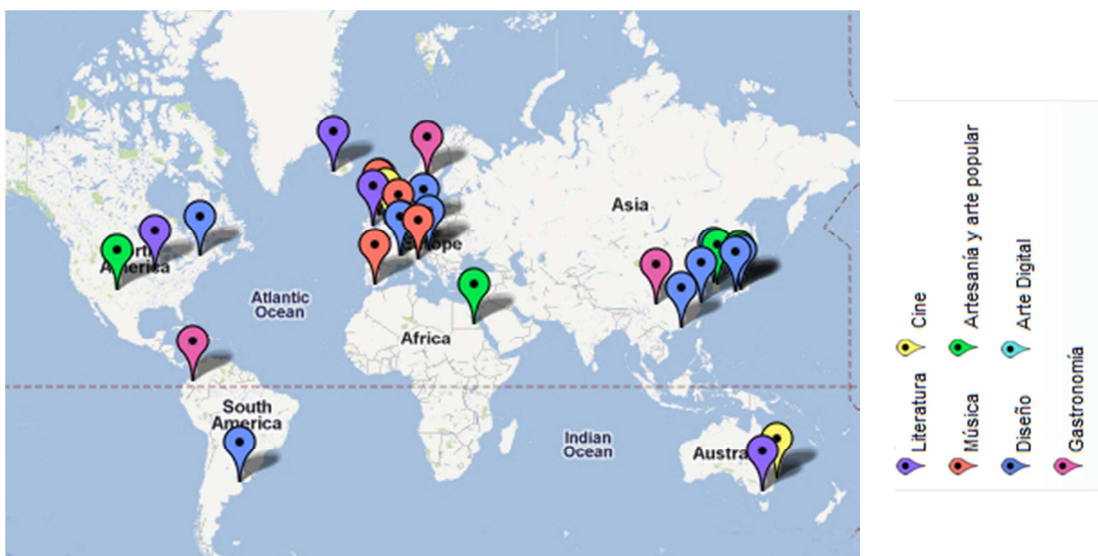 Asia
North
America
Europe
Atlantic
Ocean
Africa
South
America
Indian
Ocean
Austra
Literatura
Cine
Música
Artesanía y arte popular
Diseño
Arte Digital
Gastronomía